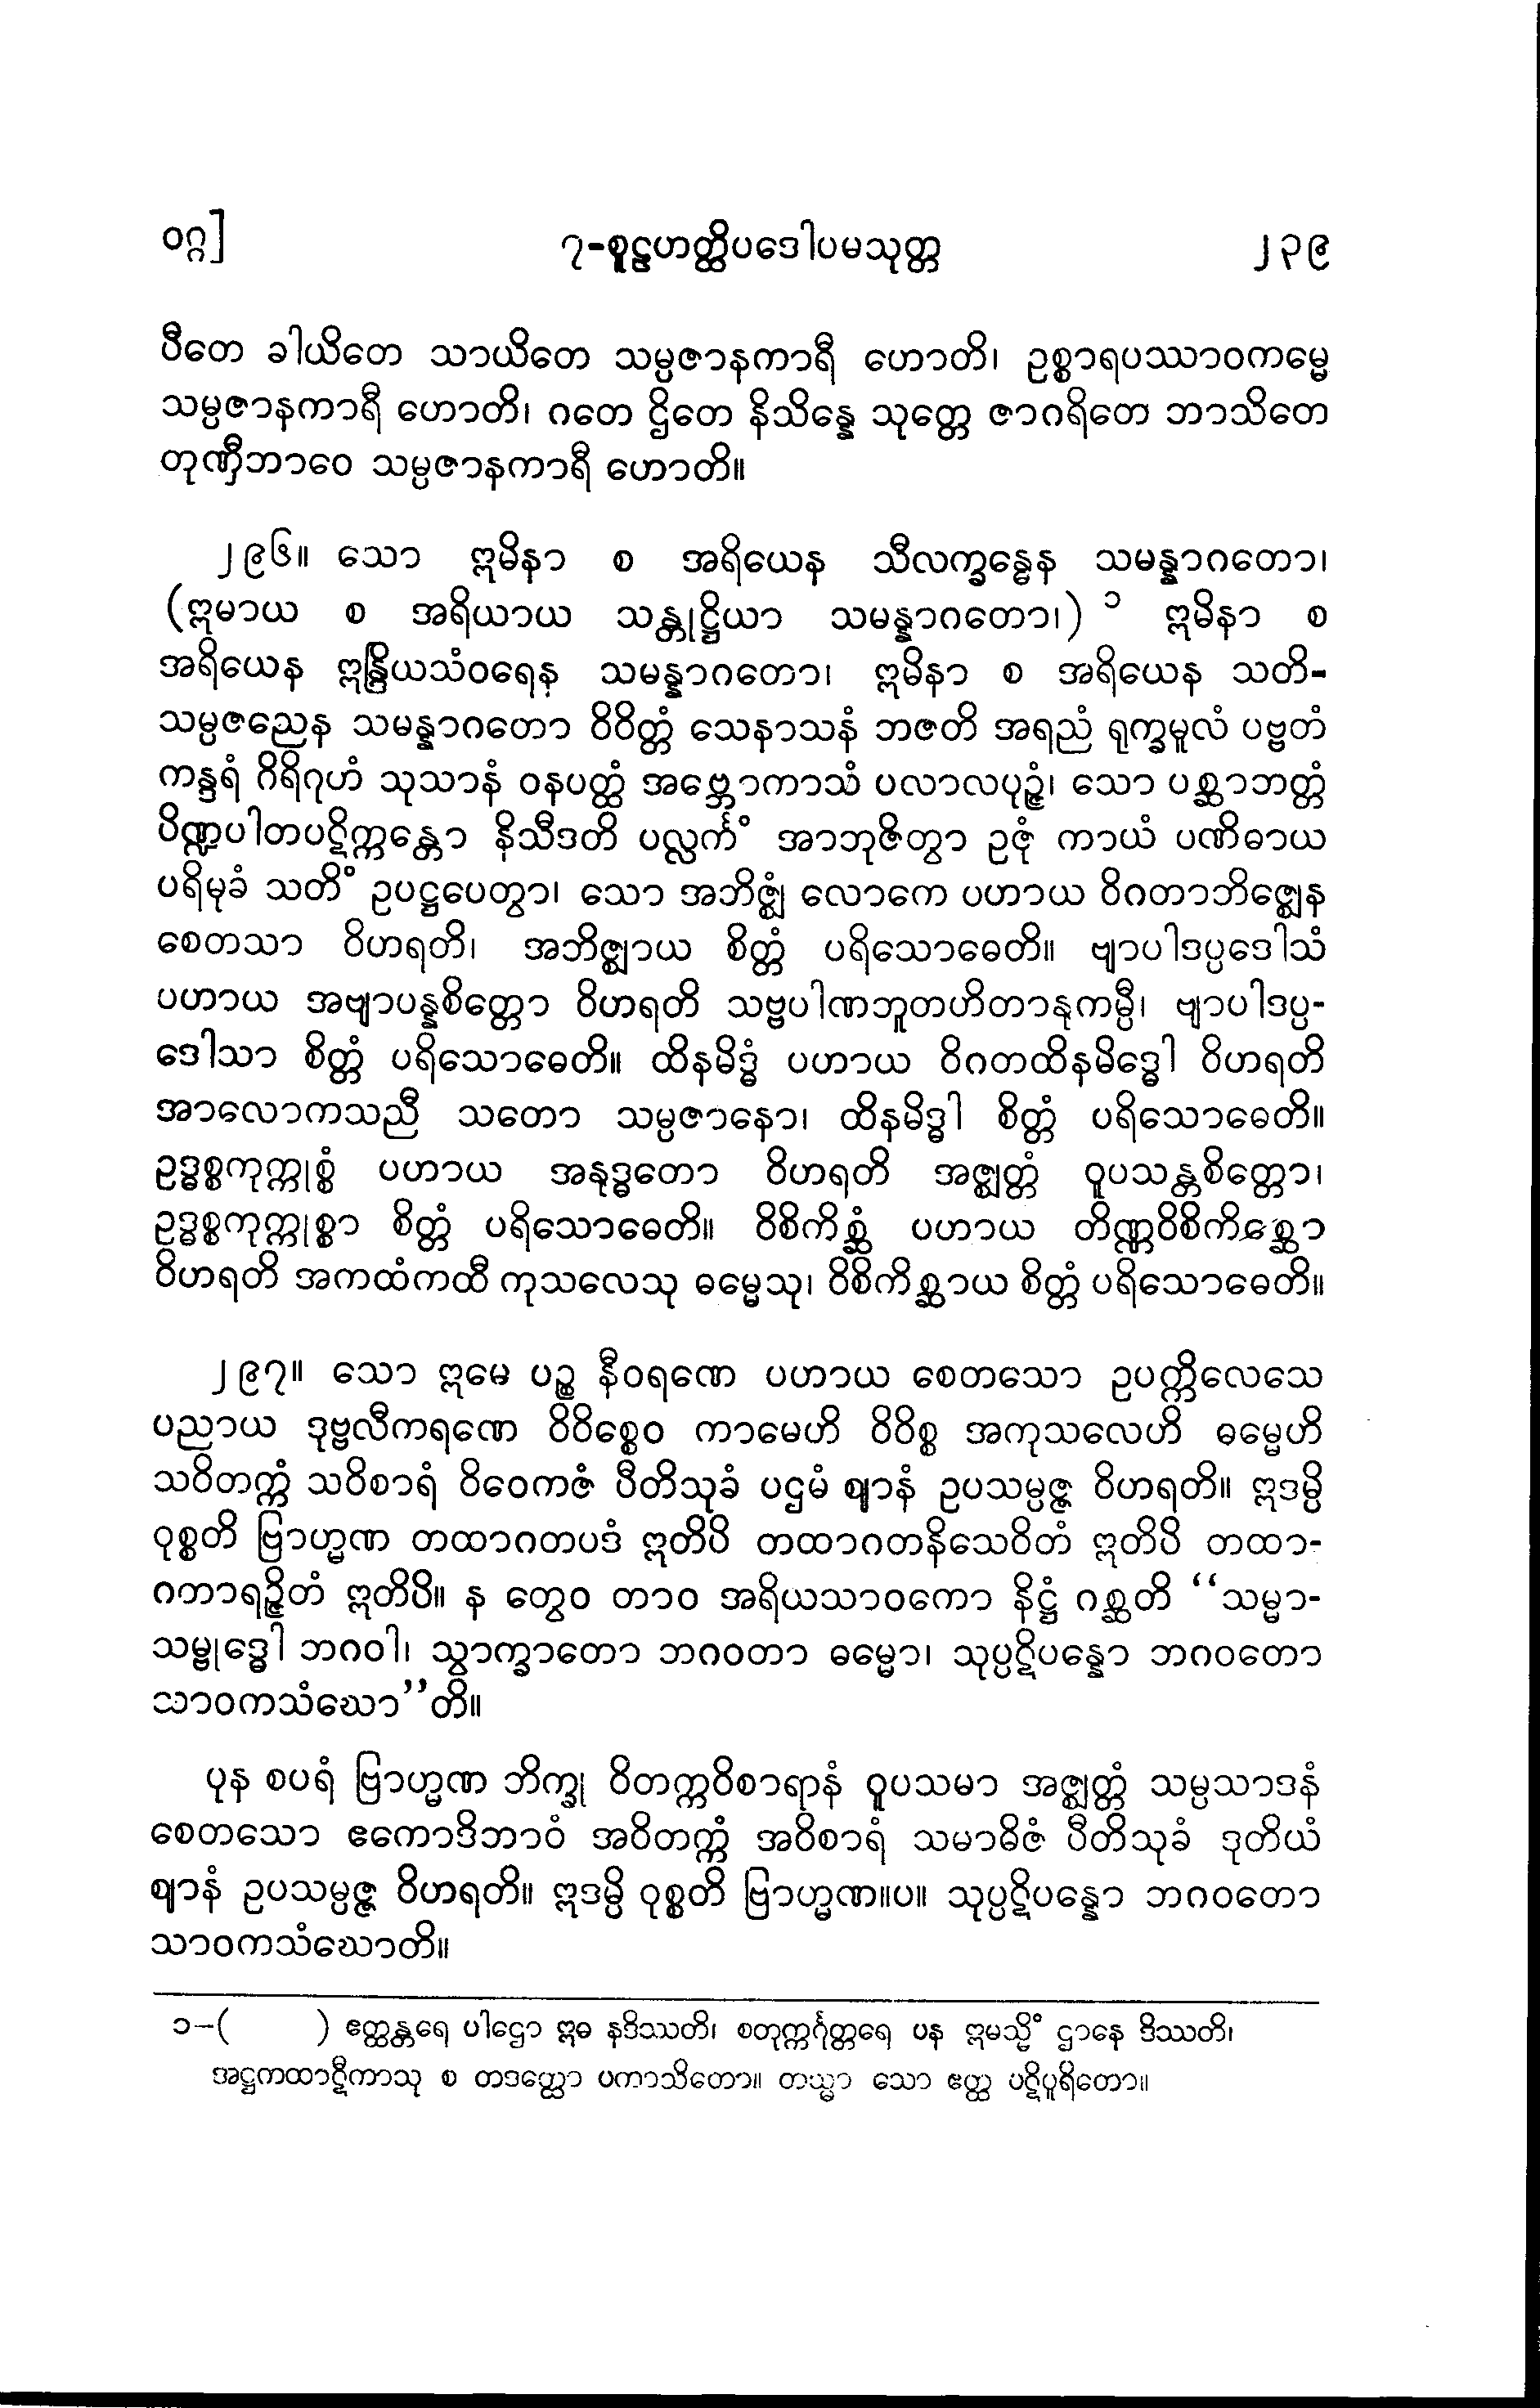 ဝဂ္ဂ]
၇-စူဠဟတ္ထိပဒေါပမသုတ္တ
၂၃၉
ပီတေ ခါယိတေ သာယိတေ သမ္ပဇာနကာရီ ဟောတိ၊ ဥစ္စာရပဿာဝကမ္မေ
သမ္ပဇာနကာရီ ဟောတိ၊ ဂတေ ဌိတေ နိသိန္နေ သုတ္တေ ဇာဂရိတေ ဘာသိတေ
တုဏှီဘာဝေ သမ္ပဇာနကာရီ ဟောတိ။
၂၉၆။ သော ဣမိနာ စ အရိယေန သီလက္ခန္ဓေန သမန္နာဂတော၊
(ဣမာယ စ အရိယာယ သန္တုဋ္ဌိယာ သမန္နာဂတော၊) ၁ ဣမိနာ စ
အရိယေန ဣန္ဒြိယသံဝရေန သမန္နာဂတော၊ ဣမိနာ စ အရိယေန သတိ-
သမ္ပဇညေန သမန္နာဂတော ဝိဝိတ္တံ သေနာသနံ ဘဇတိ အရညံ ရုက္ခမူလံ ပဗ္ဗတံ
ကန္ဒရံ ဂိရိဂုဟံ သုသာနံ ဝနပတ္ထံ အဗ္ဘောကာသံ ပလာလပုဉ္ဇံ၊ သော ပစ္ဆာဘတ္တံ
ပိဏ္ဍပါတပဋိက္ကန္တော နိသီဒတိ ပလ္လင်္ကံ အာဘုဇိတွာ ဥဇုံ ကာယံ ပဏိဓာယ
ပရိမုခံ သတိံ ဥပဋ္ဌပေတွာ၊ သော အဘိဇ္ဈံ လောကေ ပဟာယ ဝိဂတာဘိဇ္ဈေန
စေတသာ ဝိဟရတိ၊ အဘိဇ္ဈာယ စိတ္တံ ပရိသောဓေတိ။ ဗျာပါဒပ္ပဒေါသံ
ပဟာယ အဗျာပန္နစိတ္တော ဝိဟရတိ သဗ္ဗပါဏဘူတဟိတာနုကမ္ပီ၊ ဗျာပါဒပ္ပ-
ဒေါသာ စိတ္တံ ပရိသောဓေတိ။ ထိနမိဒ္ဓံ ပဟာယ ဝိဂတထိနမိဒ္ဓေါ ဝိဟရတိ
အာလောကသညီ သတော သမ္ပဇာနော၊ ထိနမိဒ္ဓါ စိတ္တံ ပရိသောဓေတိ။
ဥဒ္ဓစ္စကုက္ကုစ္စံ ပဟာယ အနုဒ္ဓတော ဝိဟရတိ အဇ္ဈတ္တံ ဝူပသန္တစိတ္တော၊
ဥဒ္ဓစ္စကုက္ကုစ္စာ စိတ္တံ ပရိသောဓေတိ။ ဝိစိကိစ္ဆံ ပဟာယ တိဏ္ဏဝိစိကိစ္ဆော
ဝိဟရတိ အကထံကထီ ကုသလေသု ဓမ္မေသု၊ ဝိစိကိစ္ဆာယ စိတ္တံ ပရိသောဓေတိ။
၂၉၇။ သော ဣမေ ပဉ္စ နီဝရဏေ ပဟာယ စေတသော ဥပက္ကိလေသေ
ပညာယ ဒုဗ္ဗလီကရဏေ ဝိဝိစ္စေဝ ကာမေဟိ ဝိဝိစ္စ အကုသလေဟိ ဓမ္မေဟိ
သဝိတက္ကံ သဝိစာရံ ဝိဝေကဇံ ပီတိသုခံ ပဌမံ ဈာနံ ဥပသမ္ပဇ္ဇ ဝိဟရတိ။ ဣဒမ္ပိ
ဝုစ္စတိ ဗြာဟ္မဏ တထာဂတပဒံ ဣတိပိ တထာဂတနိသေဝိတံ ဣတိပိ တထာ-
ဂတာရဉ္ဇိတံ ဣတိပိ။ န တွေဝ တာဝ အရိယသာဝကော နိဋ္ဌံ ဂစ္ဆတိ “သမ္မာ-
သမ္ဗုဒ္ဓေါ ဘဂဝါ၊ သွာက္ခာတော ဘဂဝတာ ဓမ္မော၊ သုပ္ပဋိပန္နော ဘဂဝတော
သာဝကသံဃော”တိ။
ပုန စပရံ ဗြာဟ္မဏ ဘိက္ခု ဝိတက္ကဝိစာရာနံ ဝူပသမာ အဇ္ဈတ္တံ သမ္ပသာဒနံ
စေတသော ဧကောဒိဘာဝံ အဝိတက္ကံ အဝိစာရံ သမာဓိဇံ ပီတိသုခံ ဒုတိယံ
ဈာနံ ဥပသမ္ပဇ္ဇ ဝိဟရတိ။ ဣဒမ္ပိ ဝုစ္စတိ ဗြာဟ္မဏ။ပ။ သုပ္ပဋိပန္နော ဘဂဝတော
သာဝကသံဃောတိ။
၁-( ) ဧတ္ထန္တရေ ပါဌော ဣဓ နဒိဿတိ၊ စတုက္ကင်္ဂုတ္တရေ ပန ဣမသ္မိံ ဌာနေ ဒိဿတိ၊
အဋ္ဌကထာဋီကာသု စ တဒတ္ထော ပကာသိတော။ တသ္မာ သော ဧတ္ထ ပဋိပူရိတော။